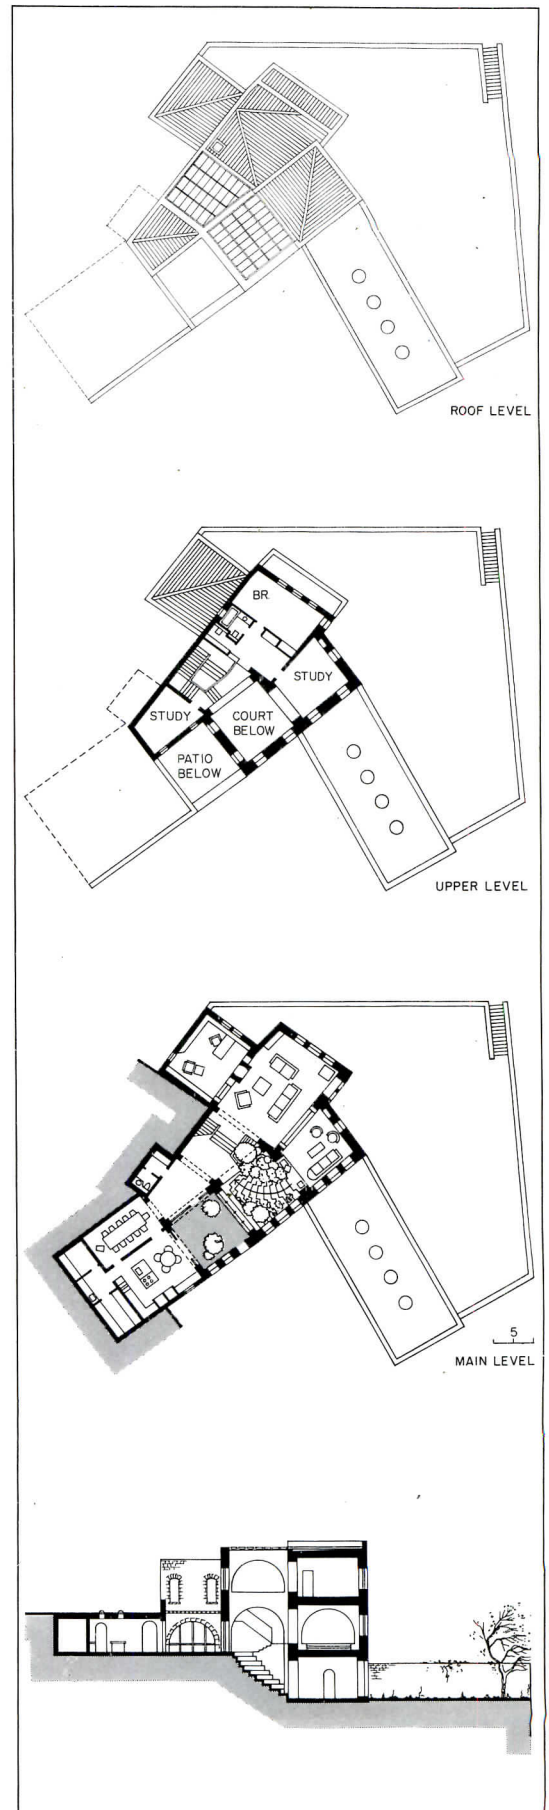 ROOF LEVEL
BR.
STUDY
STUDY
COURT
BELOW
PATIO
BELOW
UPPER LEVEL
5
MAIN LEVEL